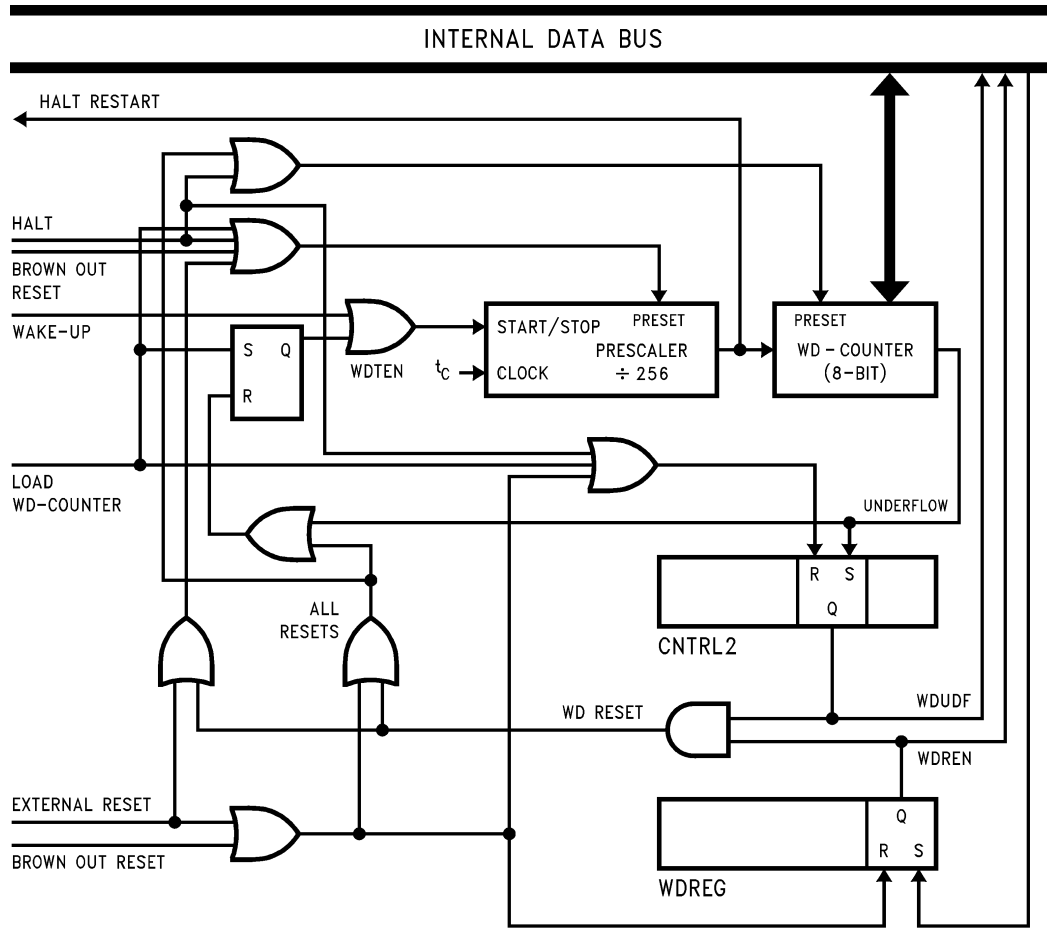 INTERNAL DATA BUS
HALT RESTART
HALT
BROWN OUT
RESET
WAKE-UP
S Q
R
WDTEN
START/STOP
PRESET
PRESCALER
÷ 256
tC
CLOCK
PRESET
WD-COUNTER
(8-BIT)
LOAD
WD-COUNTER
UNDERFLOW
R S
Q
CNTRL2
ALL
RESETS
WD RESET
WDUDF
WDREN
EXTERNAL RESET
BROWN OUT RESET
Q
R S
WDREG